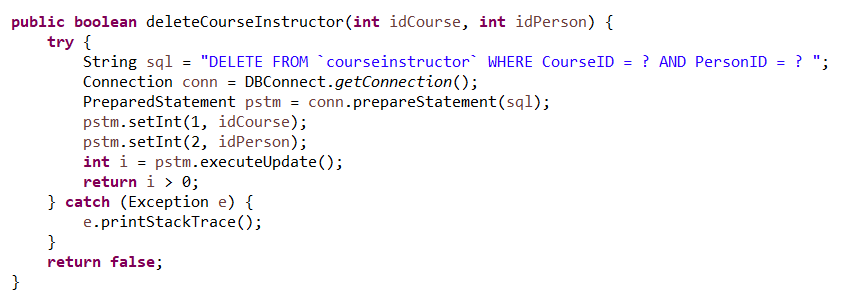 public boolean deleteCourseInstructor(int idCourse, int idPerson) {
    try {
        String sql = "DELETE FROM `courseinstructor` WHERE CourseID = ? AND PersonID = ? ";
        Connection conn = DBConnect.getConnection();
        PreparedStatement pstm = conn.prepareStatement(sql);
        pstm.setInt(1, idCourse);
        pstm.setInt(2, idPerson);
        int i = pstm.executeUpdate();
        return i > 0;
    } catch (Exception e) {
        e.printStackTrace();
    }
    return false;
}